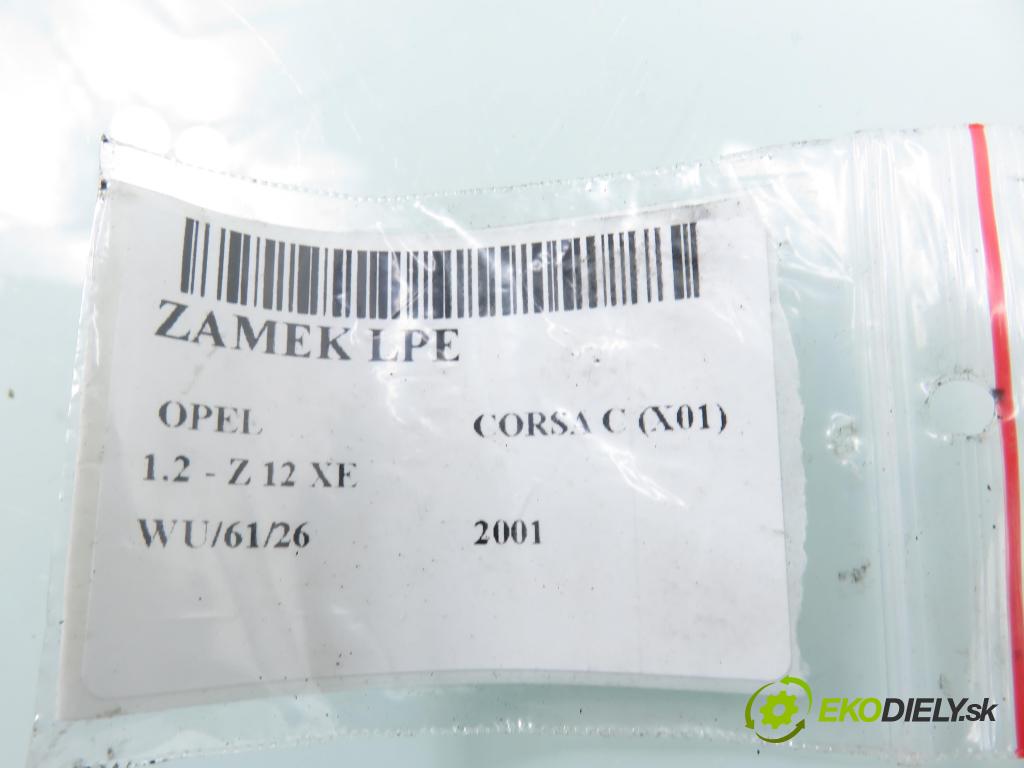 ZAMEK LPE
OPEL CORSA C (X01)
1.2 - Z 12 XE
WU/61/26 2001
EKODIELY.sk